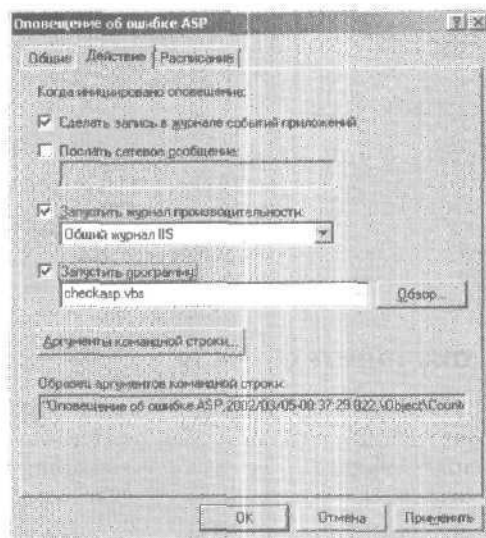 Оповещение об ошибке ASP
Общие Действие Расписание
Когда инициировано оповещение:
Сделать запись в журнале событий приложений
Послать сетевое сообщение:
Запустить журнал производительности:
Общий журнал IIS
Запустить программу:
checkasp.vbs Обзор...
Аргументы командной строки...
Образец аргументов командной строки:
"Оповещение об ошибке ASP,2002/03/05-00:37:29.822,\Object\Count
OK Отмена Применить